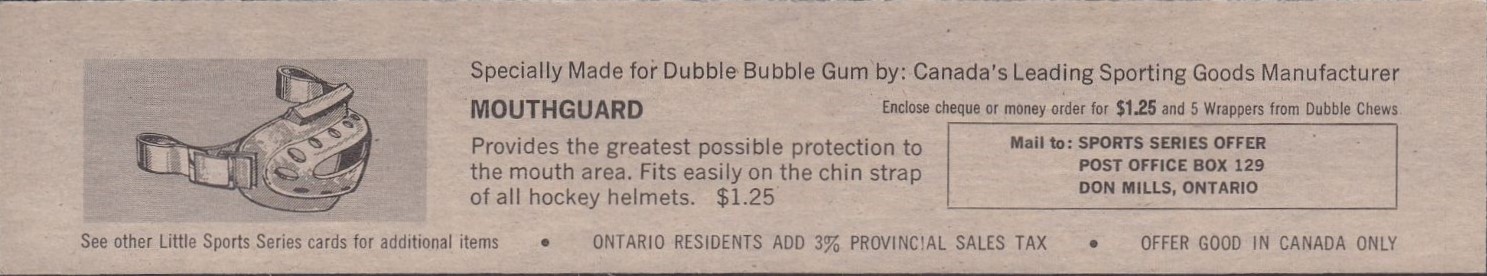 Specially Made for Dubble Bubble Gum by: Canada's Leading Sporting Goods Manufacturer
MOUTHGUARD
Enclose cheque or money order for $1.25 and 5 Wrappers from Dubble Chews
Provides the greatest possible protection to
the mouth area. Fits easily on the chin strap
of all hockey helmets. $1.25
Mail to: SPORTS SERIES OFFER
POST OFFICE BOX 129
DON MILLS, ONTARIO
See other Little Sports Series cards for additional items • ONTARIO RESIDENTS ADD 3% PROVINCIAL SALES TAX • OFFER GOOD IN CANADA ONLY